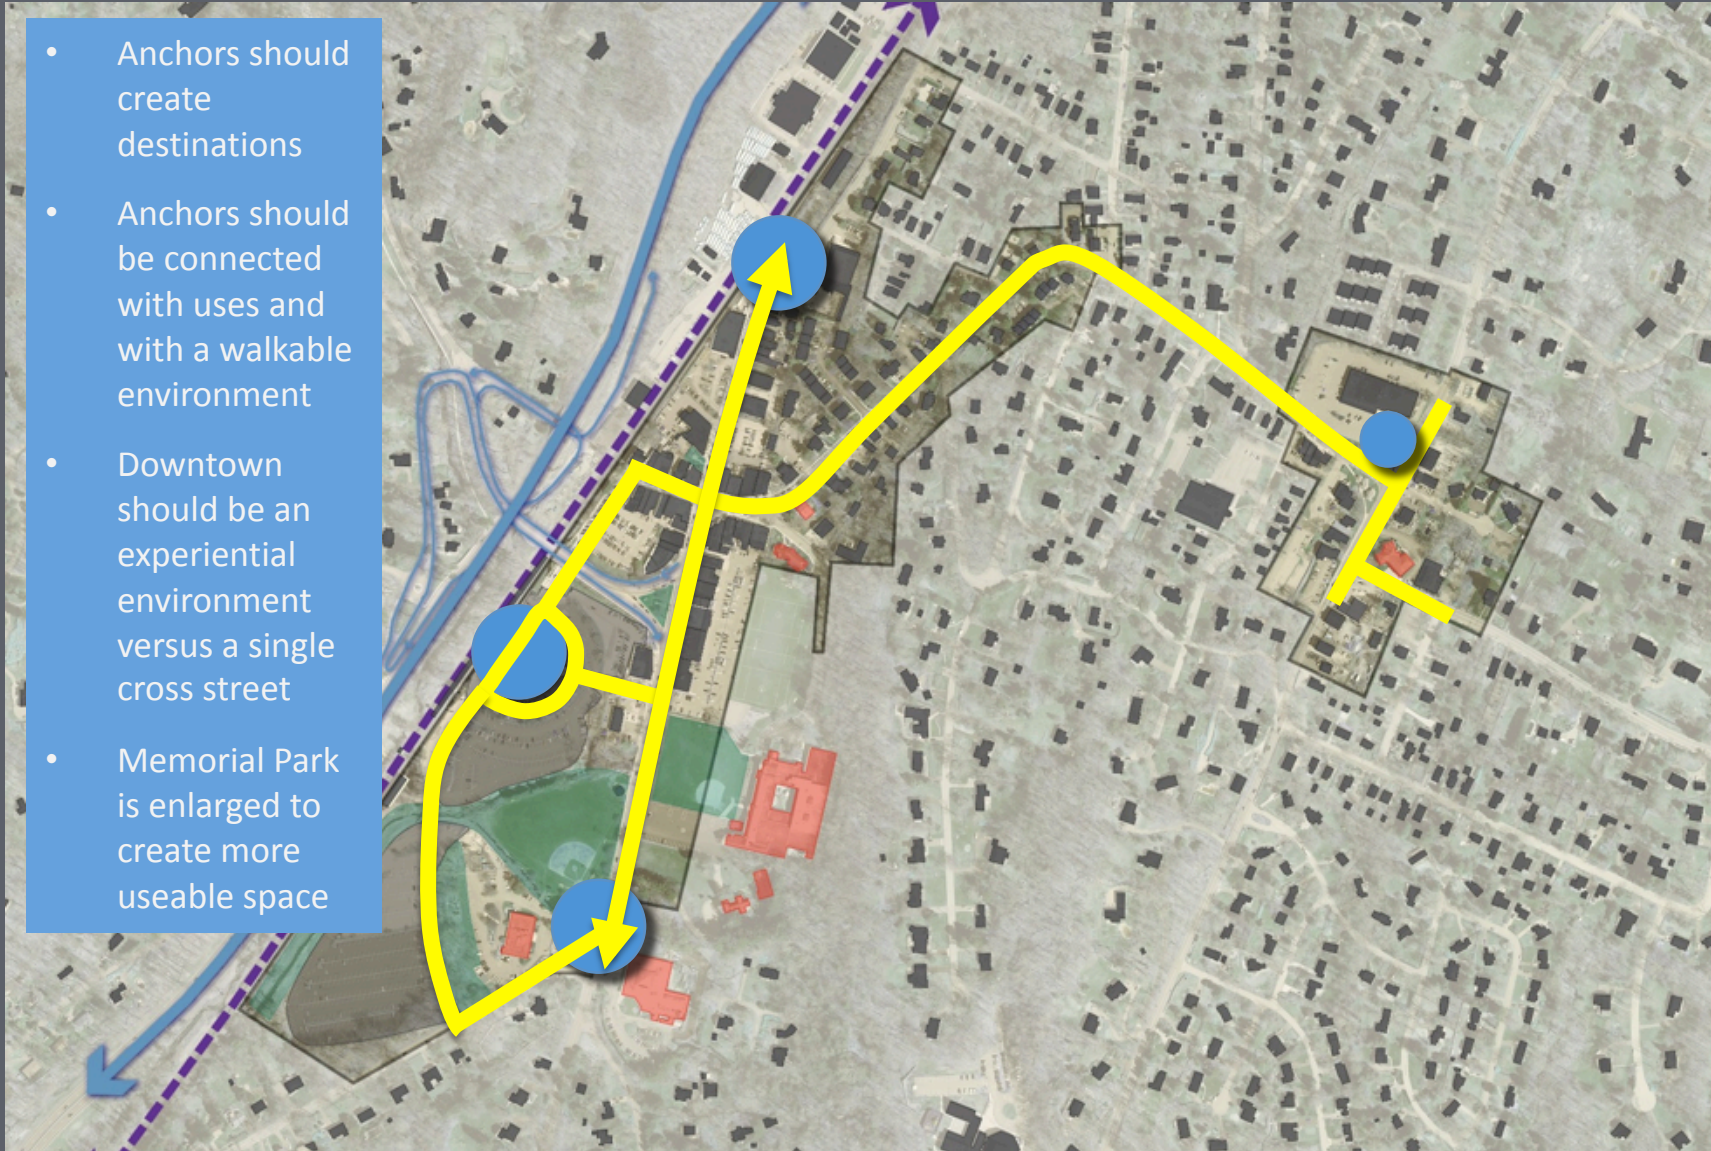 • Anchors should
create
destinations
• Anchors should
be connected
with uses and
with a walkable
environment
• Downtown
should be an
experiential
environment
versus a single
cross street
• Memorial Park
is enlarged to
create more
useable space